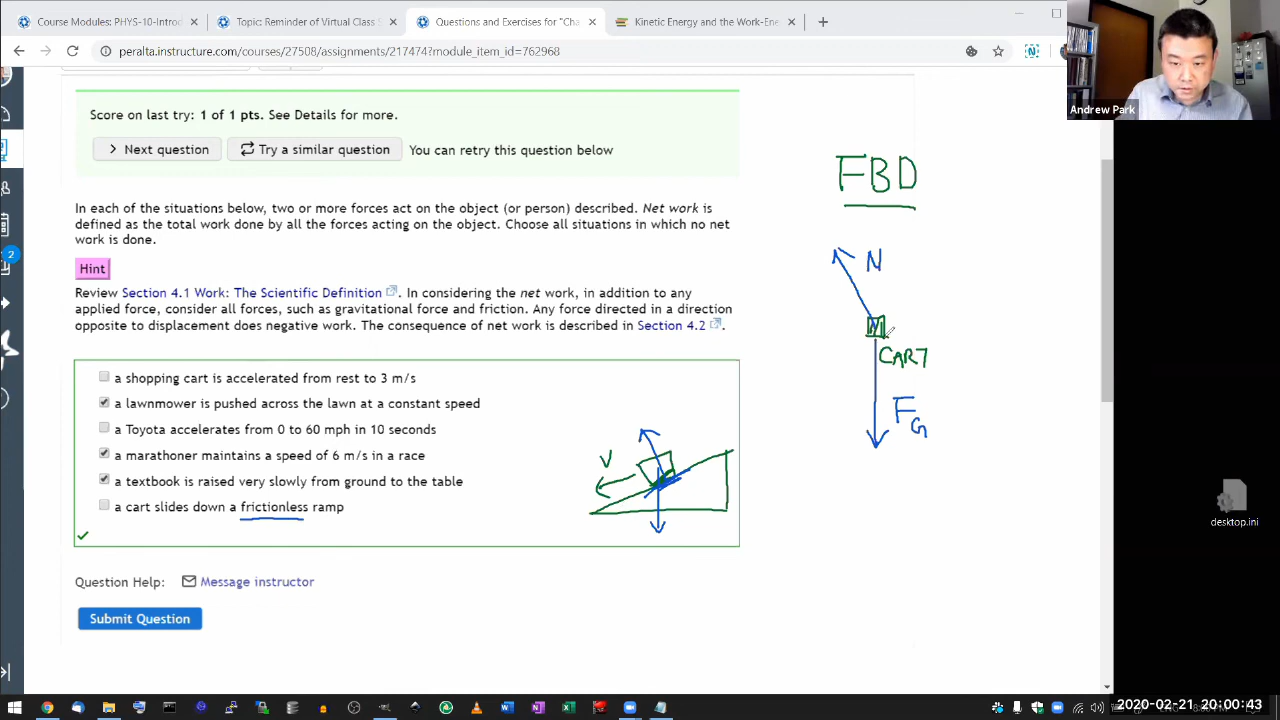 Course Modules: PHYS-10-Introd
Topic Reminder of Virtual Class S
Questions and Exercises for "Cha
Kinetic Energy and the Work-Ene
peralta.instructure.com/courses/27508/assignments/217474?module_item_id=762968
Andrew Park
Score on last try: 1 of 1 pts. See Details for more.
Next question
Try a similar question
You can retry this question below
In each of the situations below, two or more forces act on the object (or person) described. Net work is
defined as the total work done by all the forces acting on the object. Choose all situations in which no net
work is done.
Hint
Review Section 4.1 Work: The Scientific Definition. In considering the net work, in addition to any
applied force, consider all forces, such as gravitational force and friction. Any force directed in a direction
opposite to displacement does negative work. The consequence of net work is described in Section 4.2.
a shopping cart is accelerated from rest to 3 m/s
a lawnmower is pushed across the lawn at a constant speed
a Toyota accelerates from 0 to 60 mph in 10 seconds
a marathoner maintains a speed of 6 m/s in a race
a textbook is raised very slowly from ground to the table
a cart slides down a frictionless ramp
V
FBD
N
CART
FG
2
Question Help:
Message instructor
Submit Question
desktop.ini
2020-02-21 20:00:43